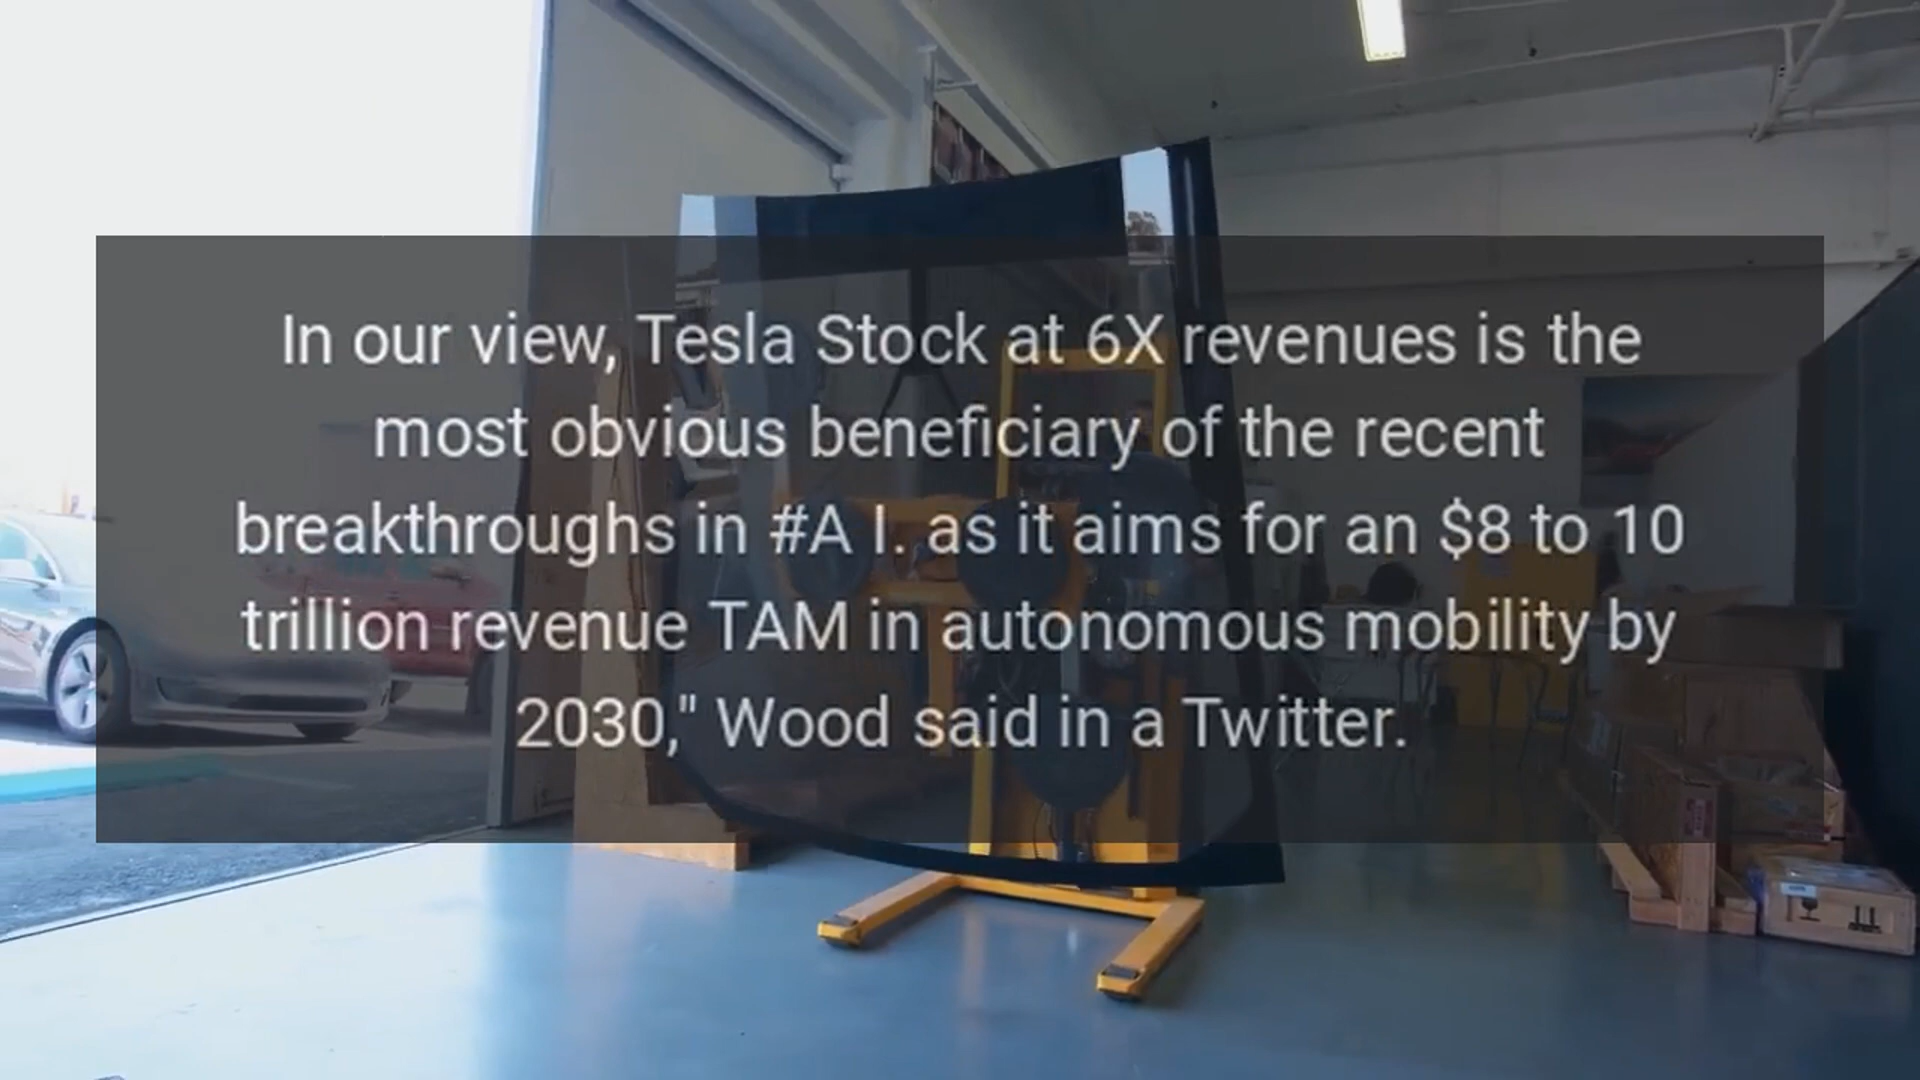 In our view, Tesla Stock at 6X revenues is the
most obvious beneficiary of the recent
breakthroughs in #A I. as it aims for an $8 to 10
trillion revenue TAM in autonomous mobility by
2030," Wood said in a Twitter.